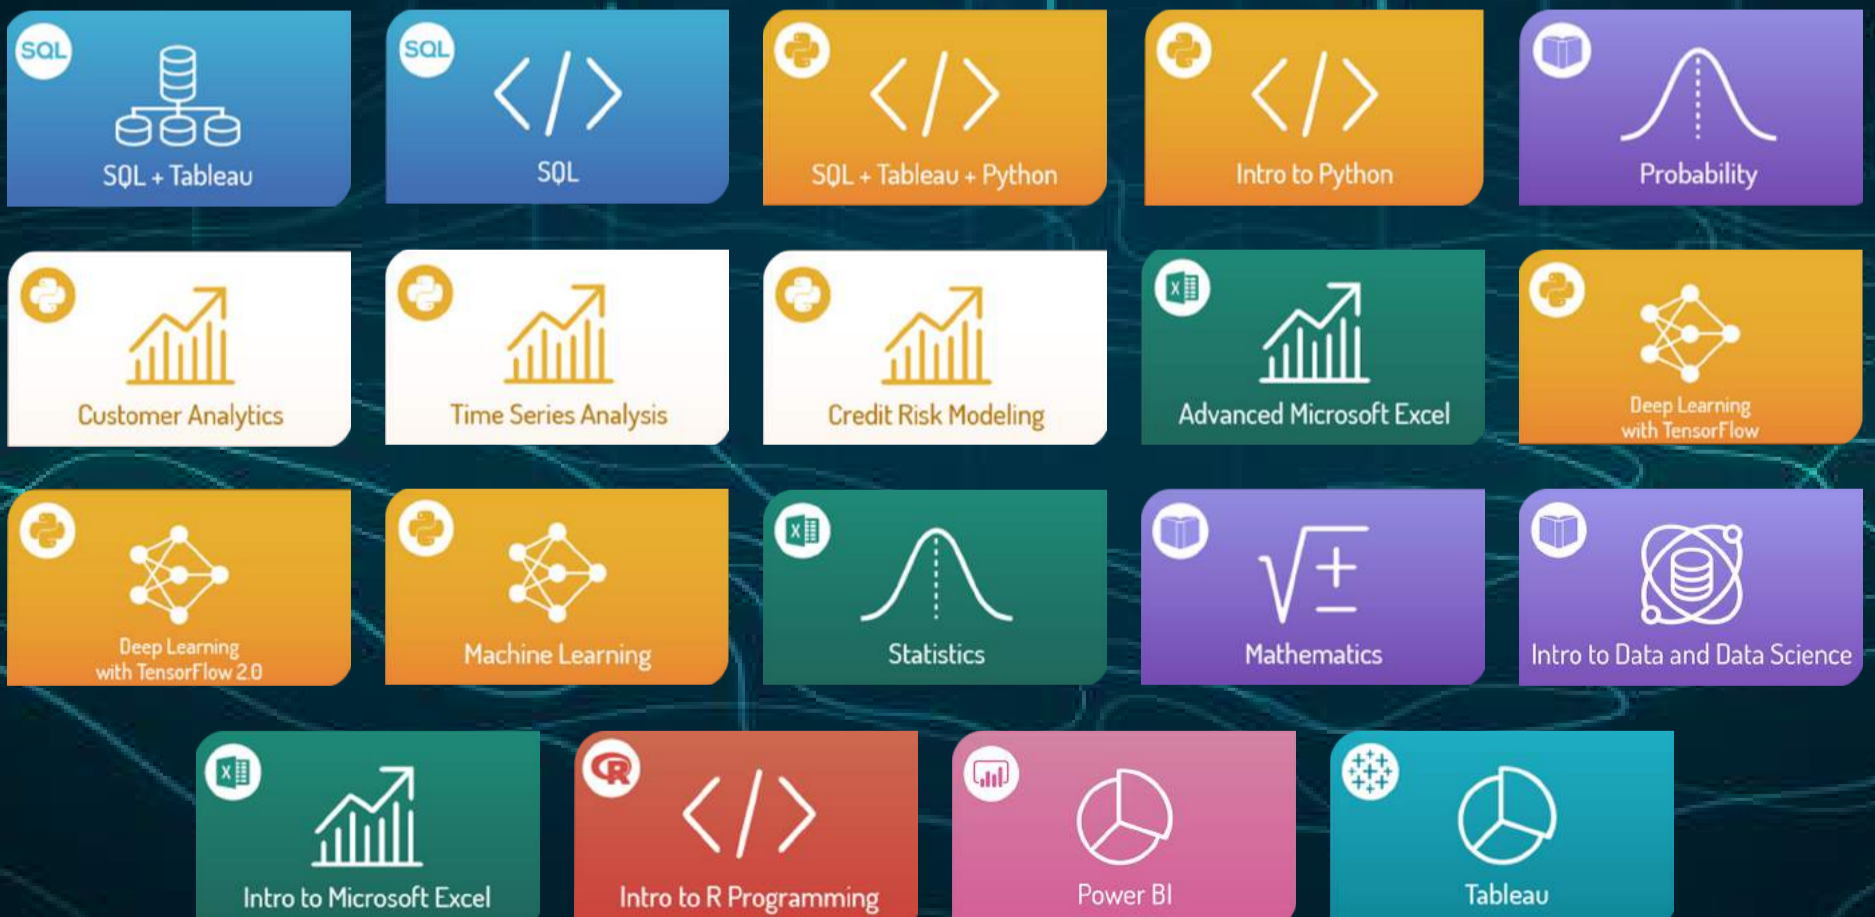 SQL
SQL + Tableau
SQL
SQL
SQL + Tableau + Python
Intro to Python
Probability
Customer Analytics
Time Series Analysis
Credit Risk Modeling
X
Advanced Microsoft Excel
Deep Learning
with TensorFlow
Deep Learning
with TensorFlow 2.0
Machine Learning
X
Statistics
Mathematics
Intro to Data and Data Science
X
Intro to Microsoft Excel
R
Intro to R Programming
Power BI
Tableau